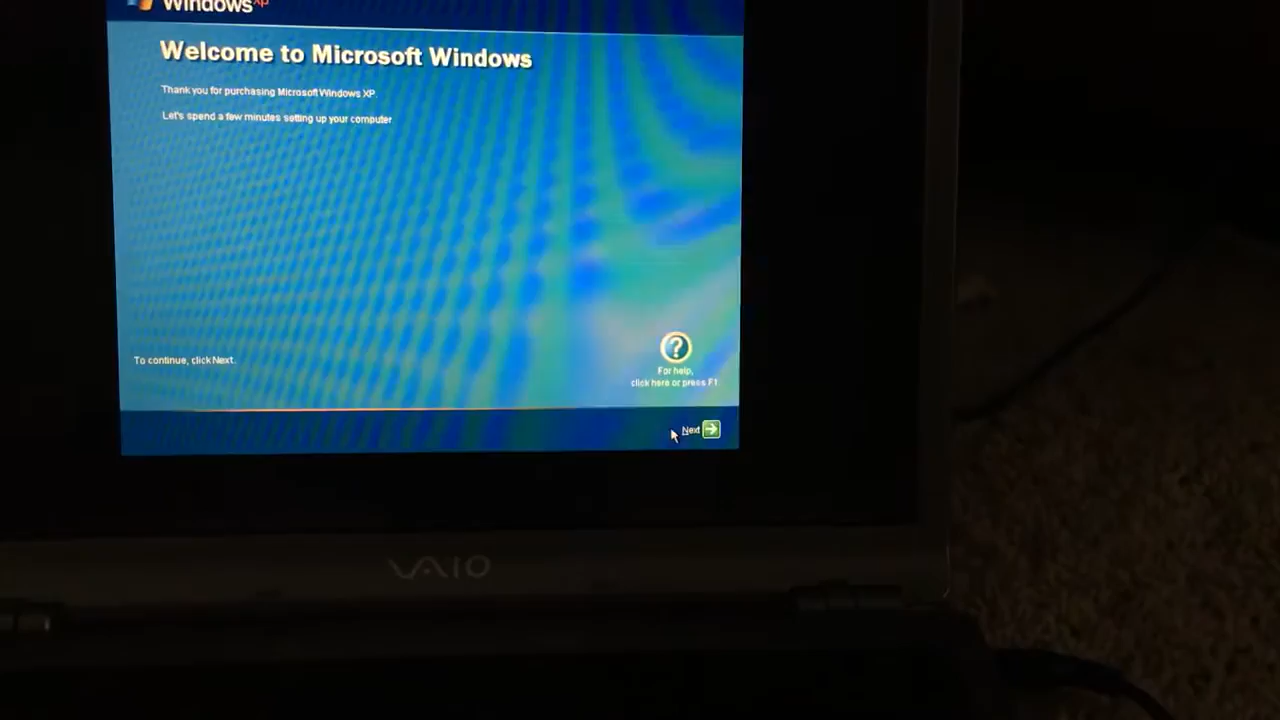 Windows xp
Welcome to Microsoft Windows
Thank you for purchasing Microsoft Windows XP.
Let's spend a few minutes setting up your computer
To continue, click Next.
?
For help,
click here or press F1
Next
VAIO